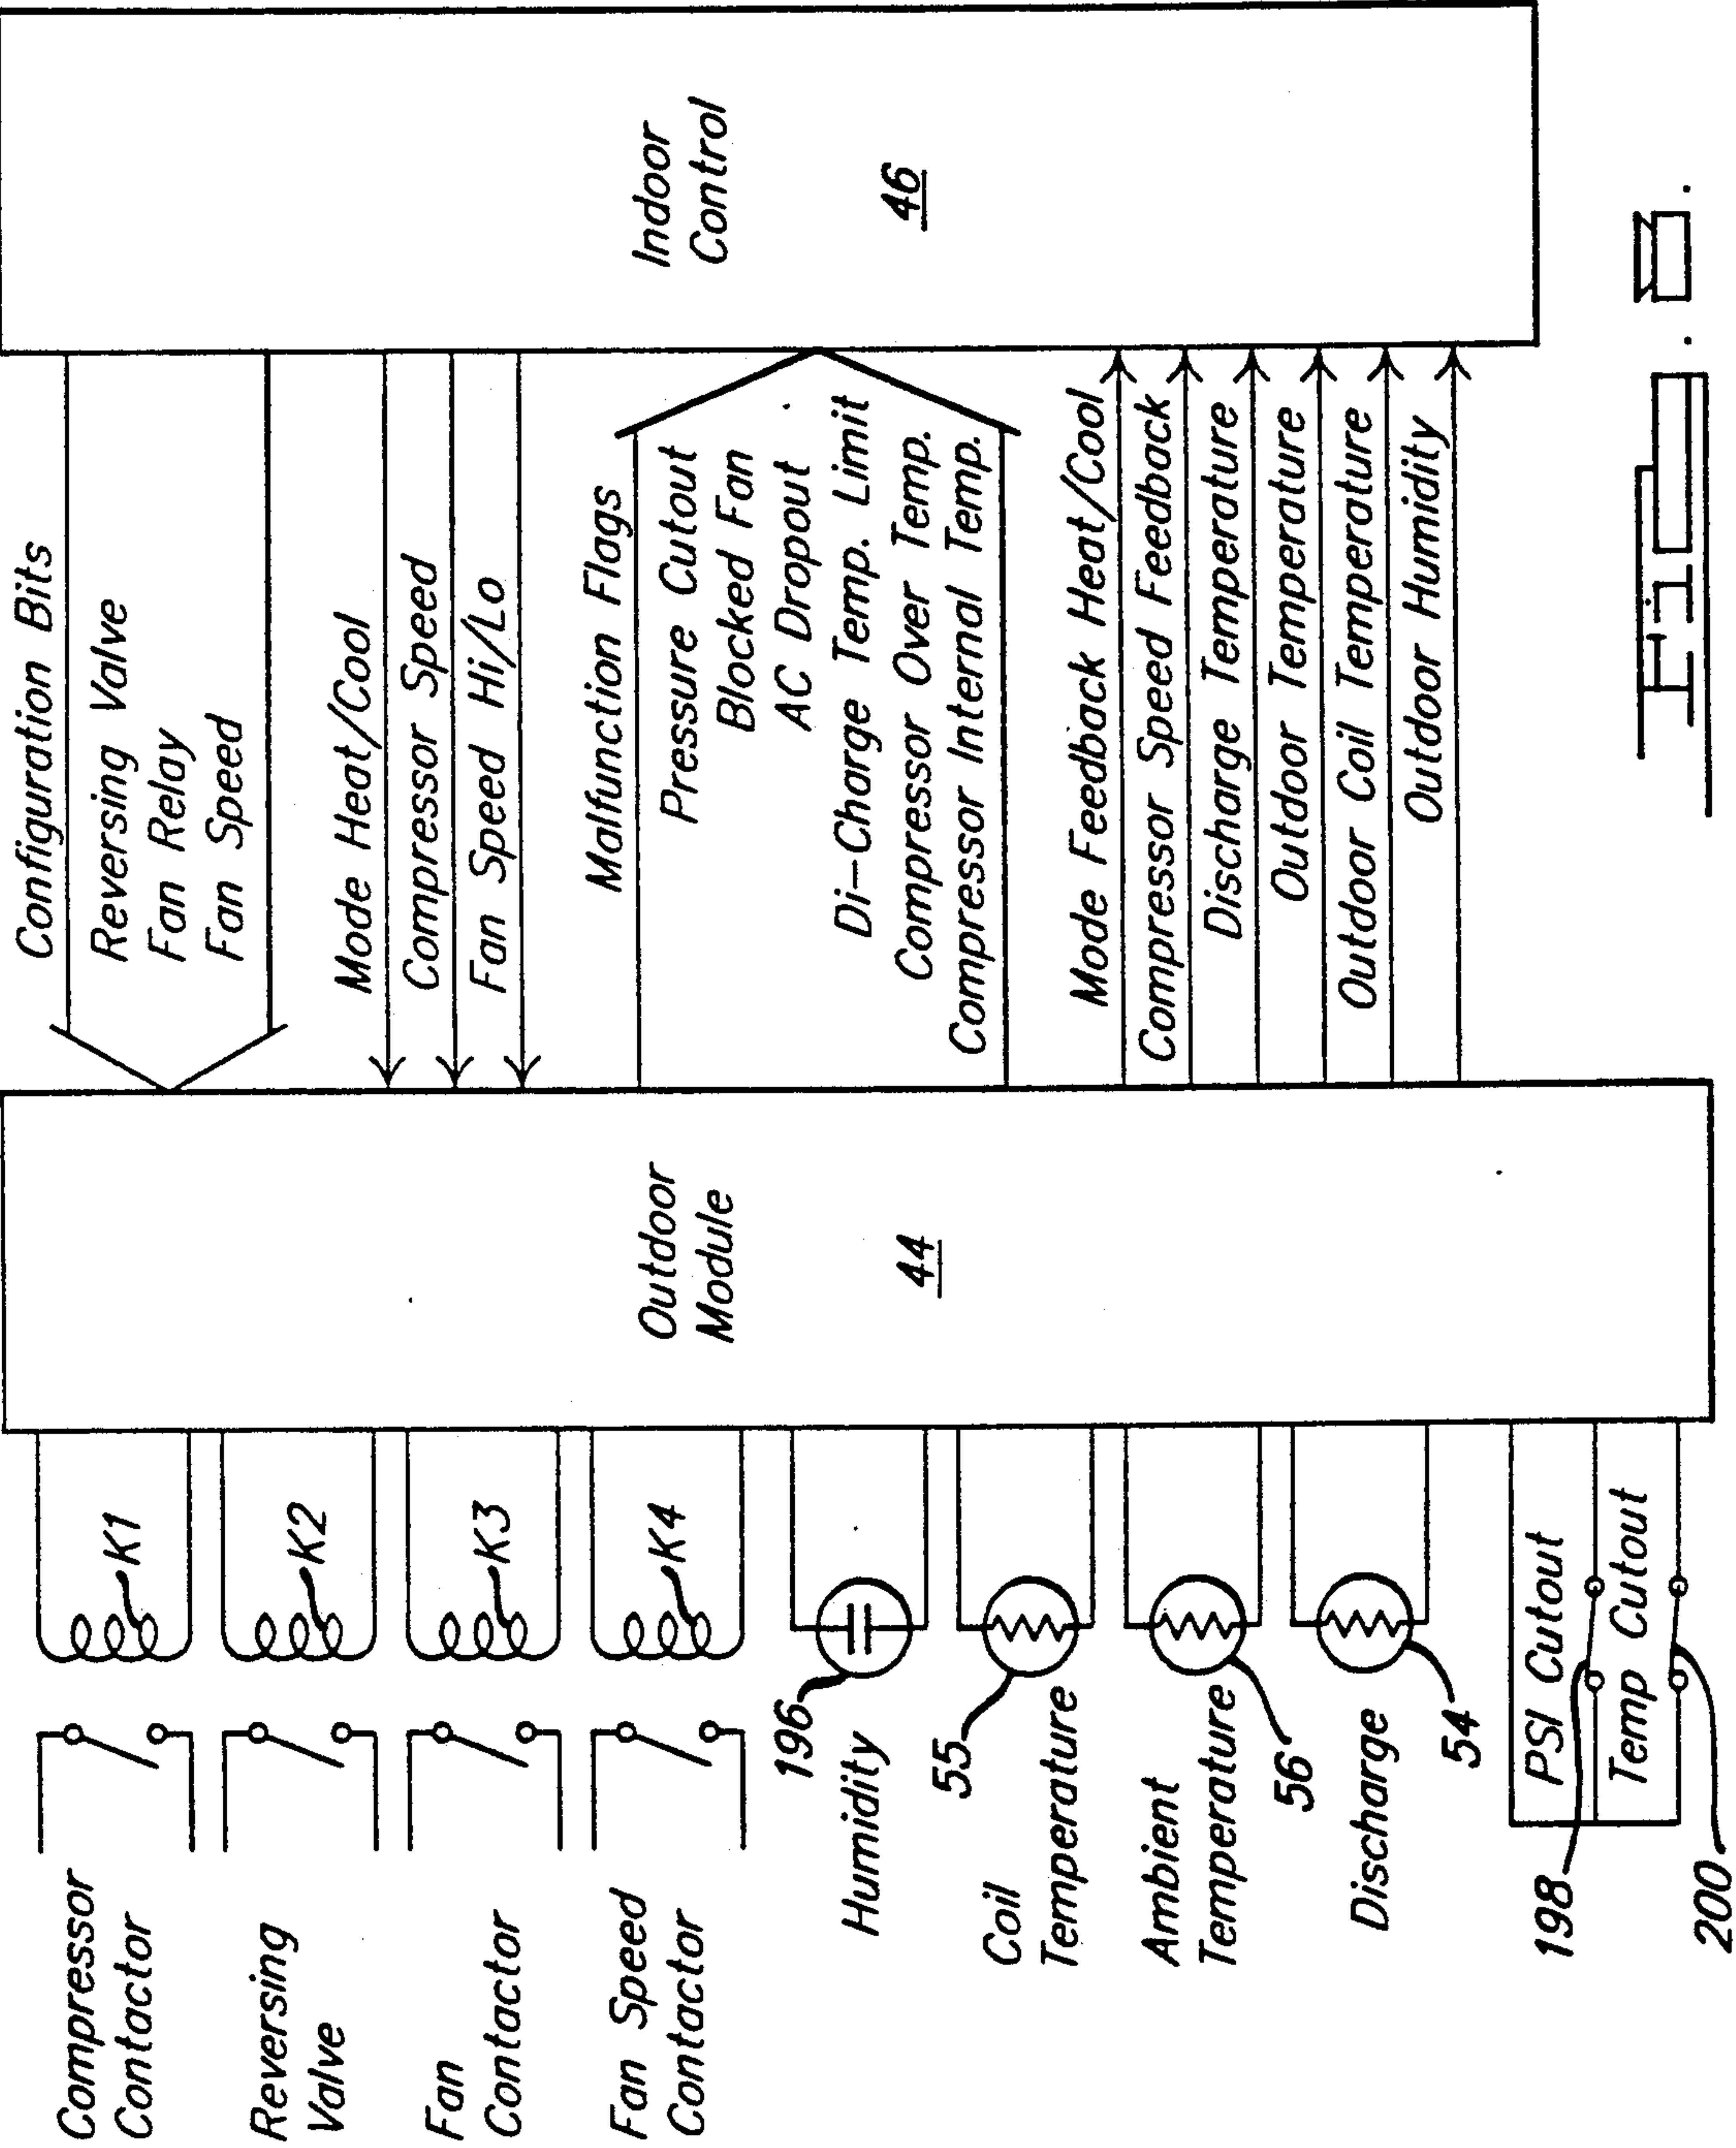 Compressor
Contactor
K1
Reversing
Valve
K2
Fan
Contactor
K3
Fan Speed
Contactor
K4
196
Humidity
55
Coil
Temperature
Ambient
Temperature
56
Discharge
54
PSI Cutout
198
Temp Cutout
200
Outdoor
Module
44
Configuration Bits
Reversing Valve
Fan Relay
Fan Speed
Mode Heat/Cool
Compressor Speed
Fan Speed Hi/Lo
Malfunction Flags
Pressure Cutout
Blocked Fan
AC Dropout
Di-Charge Temp. Limit
Compressor Over Temp.
Compressor Internal Temp.
Mode Feedback Heat/Cool
Compressor Speed Feedback
Discharge Temperature
Outdoor Temperature
Outdoor Coil Temperature
Outdoor Humidity
Indoor
Control
46
Fig. 8.